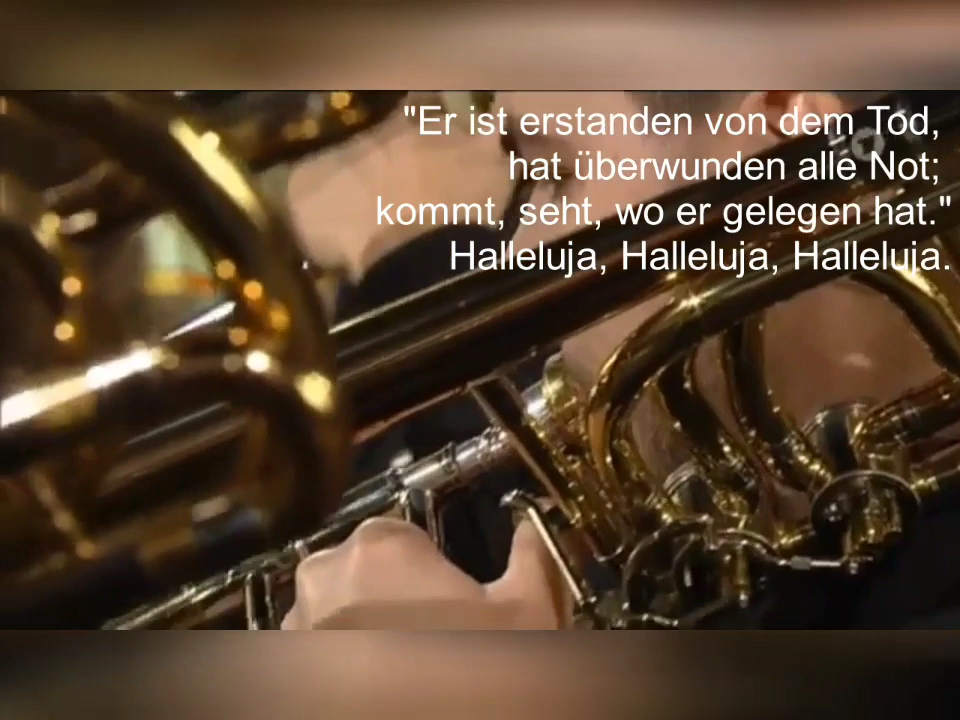 "Er ist erstanden von dem Tod,
hat überwunden alle Not;
kommt, seht, wo er gelegen hat."
Halleluja, Halleluja, Halleluja.